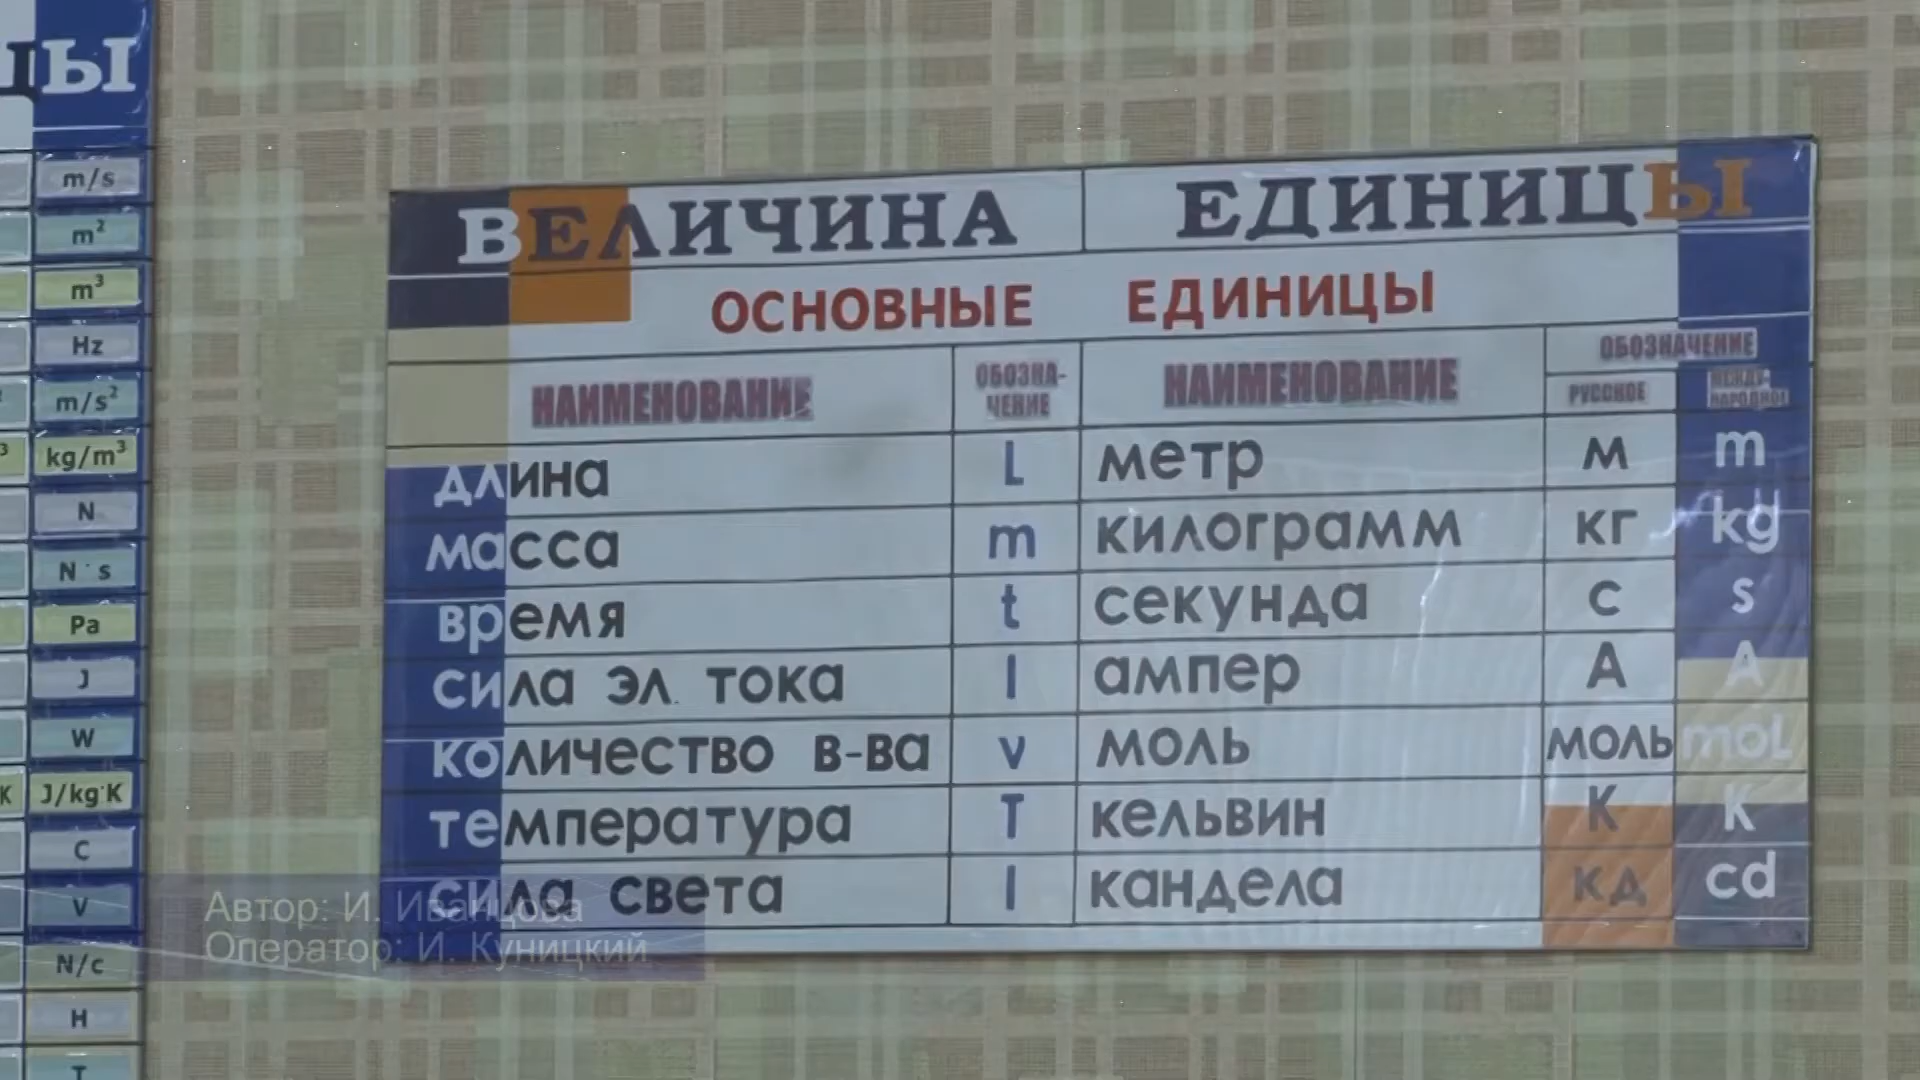 ЦЫ
m/s
m²
m³
Hz
m/s²
kg/m³
N
N·s
Pa
J
W
K J/kg·K
C
V
N/c
H
T
ВЕЛИЧИНА ЕДИНИЦЫ
ОСНОВНЫЕ ЕДИНИЦЫ
НАИМЕНОВАНИЕ ОБОЗНА-ЧЕНИЕ НАИМЕНОВАНИЕ ОБОЗНАЧЕНИЕ
РУССКОЕ МЕЖДУ-НАРОДНОЕ
длина L метр м m
масса m килограмм кг kg
время t секунда с s
сила эл. тока I ампер А A
количество в-ва ν моль моль moL
температура T кельвин К K
сила света I кандела кд cd
Автор: И. Иванцова
Оператор: И. Куницкий